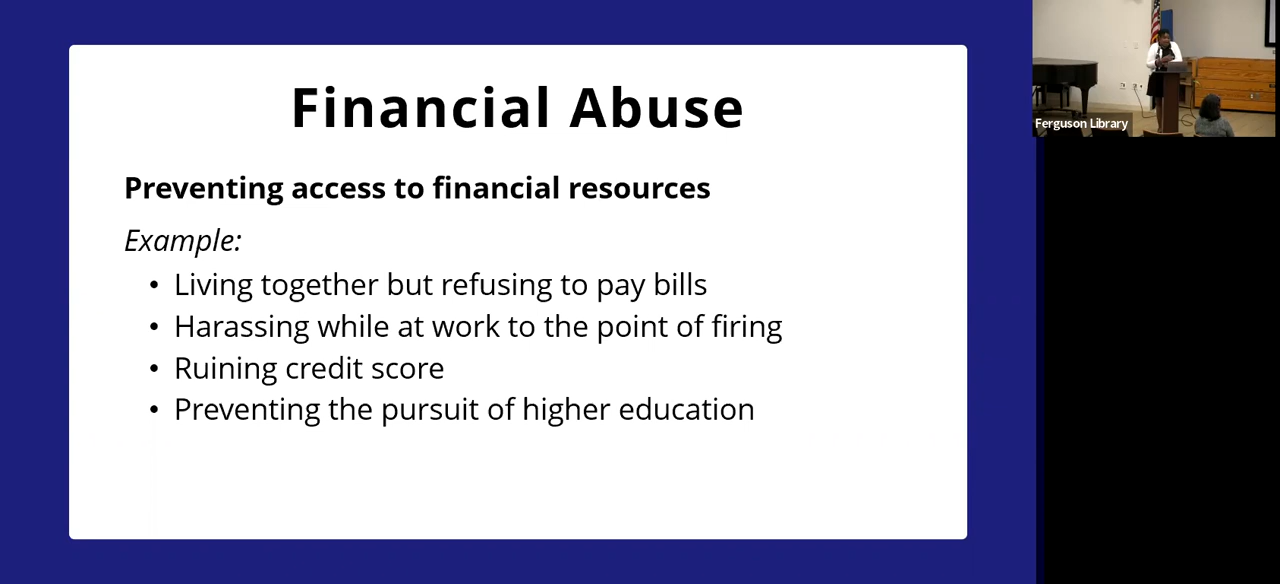 Financial Abuse
Preventing access to financial resources
Example:
• Living together but refusing to pay bills
• Harassing while at work to the point of firing
• Ruining credit score
• Preventing the pursuit of higher education
Ferguson Library